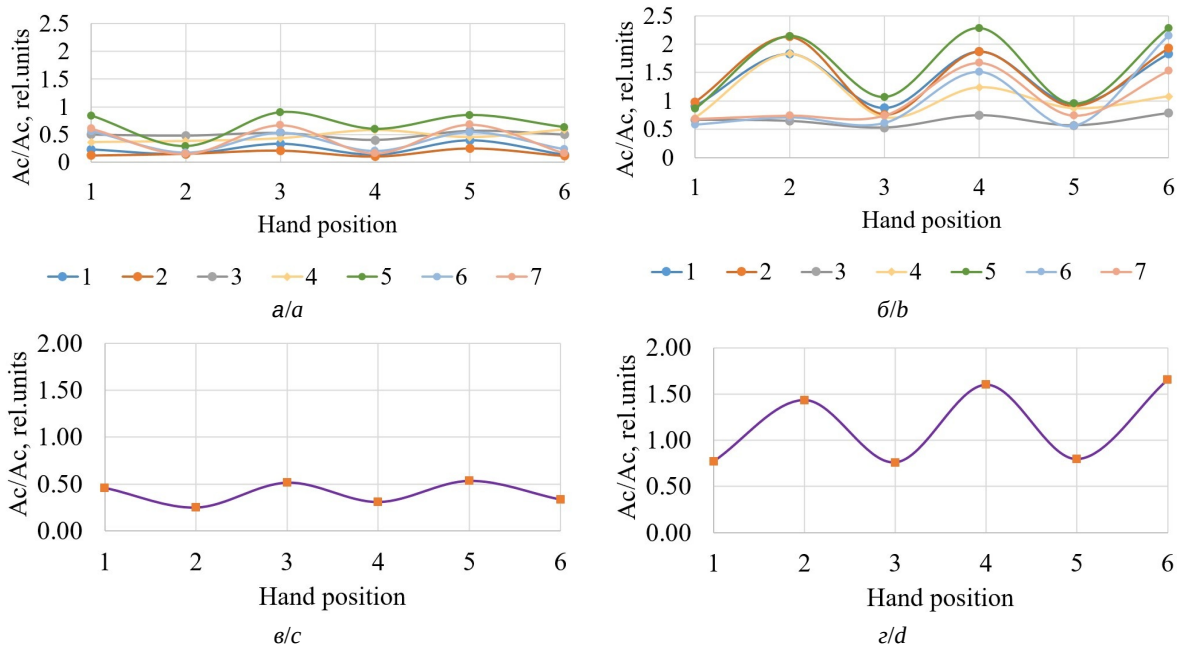 2.5
2
1.5
1
0.5
0
Ac/Ac, rel.units
1 2 3 4 5 6
Hand position
1 2 3 4 5 6 7
а/a
2.5
2
1.5
1
0.5
0
Ac/Ac, rel.units
1 2 3 4 5 6
Hand position
1 2 3 4 5 6 7
б/b
2.00
1.50
1.00
0.50
0.00
Ac/Ac, rel.units
1 2 3 4 5 6
Hand position
в/c
2.00
1.50
1.00
0.50
0.00
Ac/Ac, rel.units
1 2 3 4 5 6
Hand position
г/d